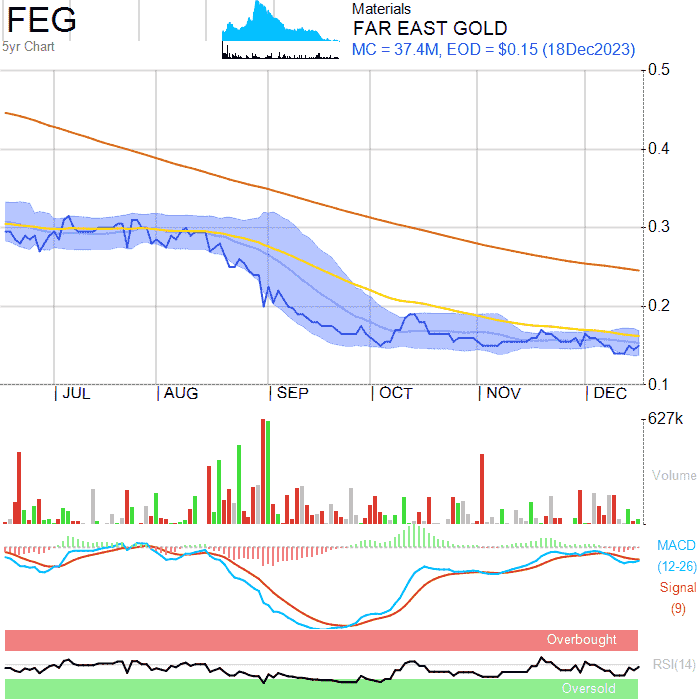 FEG
5yr Chart
Materials
FAR EAST GOLD
MC = 37.4M, EOD = $0.15 (18Dec2023)
0.5
0.4
0.3
0.2
0.1
JUL AUG SEP OCT NOV DEC
627k
Volume
MACD
(12-26)
Signal
(9)
Overbought
RSI(14)
Oversold